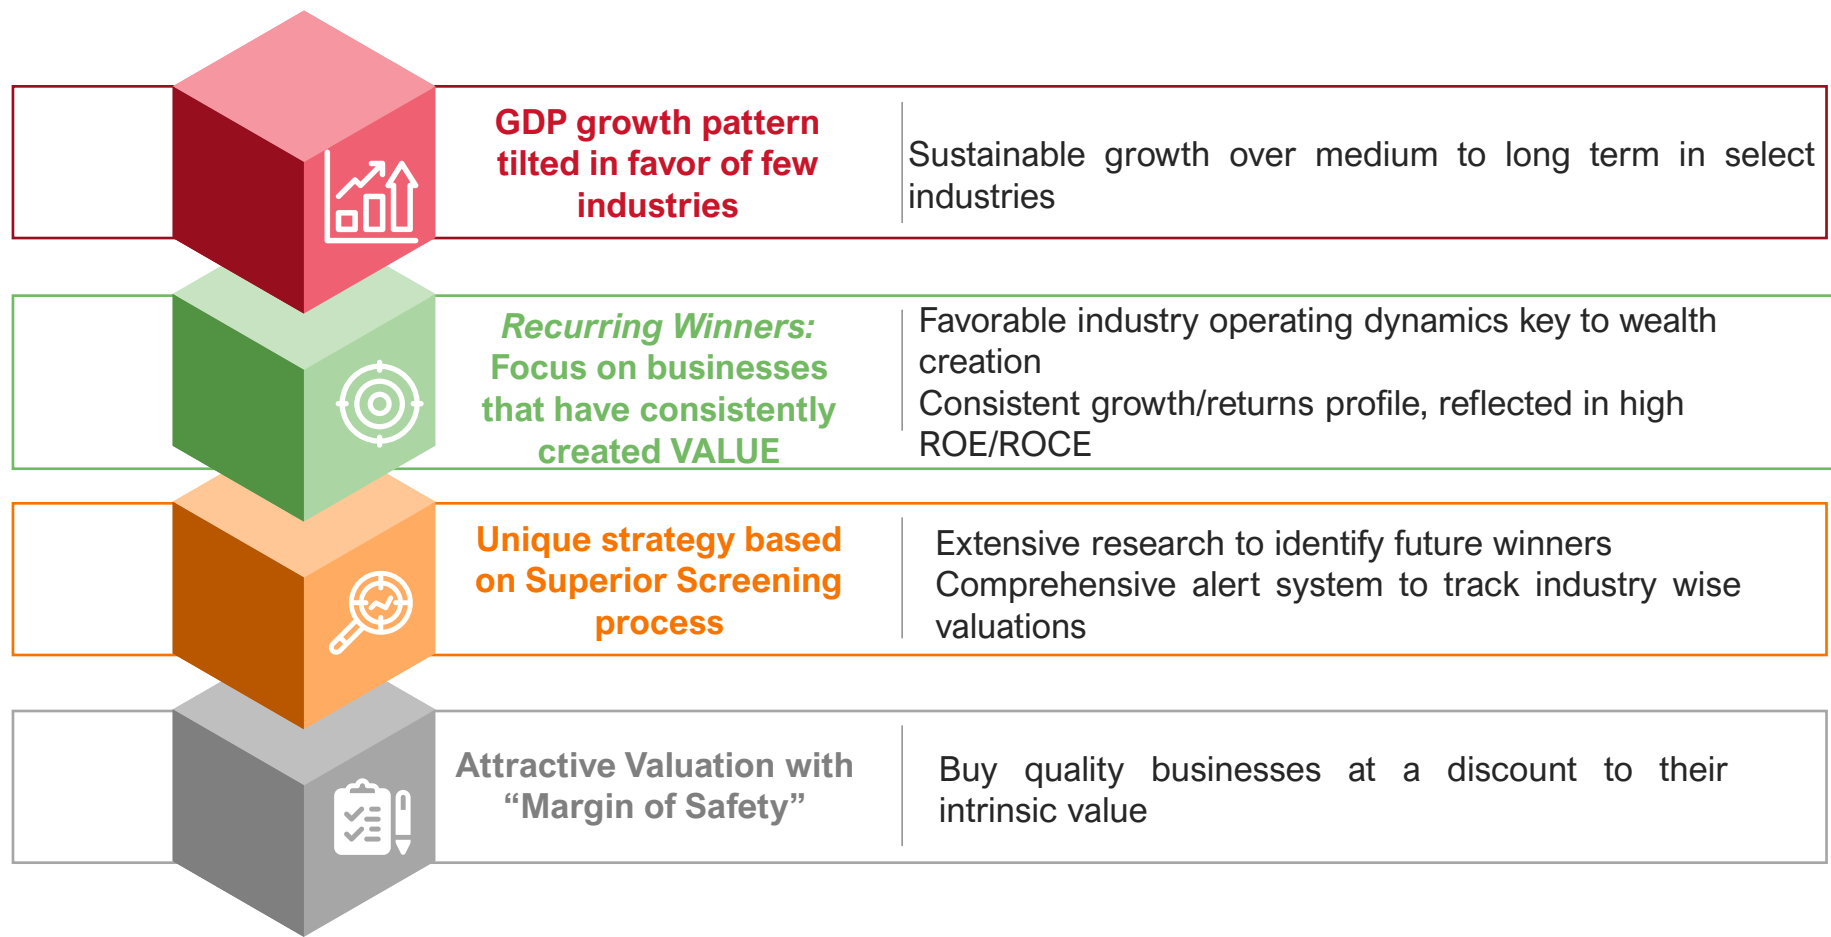 GDP growth pattern
tilted in favor of few
industries
Sustainable growth over medium to long term in select
industries
Recurring Winners:
Focus on businesses
that have consistently
created VALUE
Favorable industry operating dynamics key to wealth
creation
Consistent growth/returns profile, reflected in high
ROE/ROCE
Unique strategy based
on Superior Screening
process
Extensive research to identify future winners
Comprehensive alert system to track industry wise
valuations
Attractive Valuation with
“Margin of Safety”
Buy quality businesses at a discount to their
intrinsic value